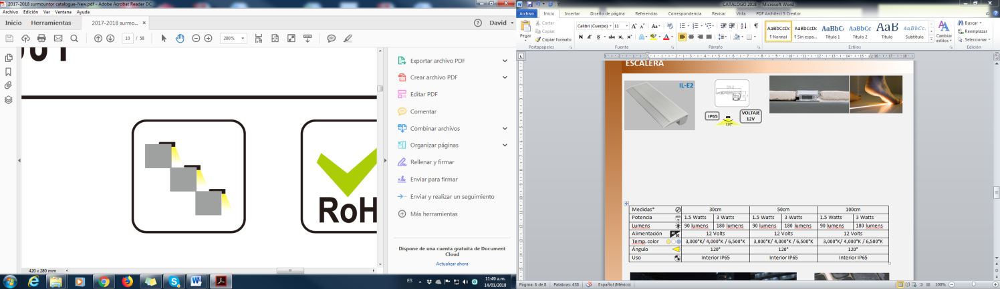 2017-2018 surmountor catalogue-New.pdf - Adobe Acrobat Reader DC
Archivo Edición Ver Ventana Ayuda
Inicio Herramientas 2017-2018 surmo... × David
10 / 58 200%
Exportar archivo PDF
Crear archivo PDF
Editar PDF
Comentar
Combinar archivos
Organizar páginas
Rellenar y firmar
Enviar para firmar
Enviar y realizar un seguimiento
Más herramientas
Dispone de una cuenta gratuita de Document
Cloud
Actualizar ahora
RoH
420 x 280 mm
ES 11:49 a.m.
14/01/2018
CATALOGO 2018 - Microsoft Word
Archivo Inicio Insertar Diseño de página Referencias Correspondencia Revisar Vista PDF Architect 5 Creator
Pegar
Cortar
Copiar
Copiar formato
Portapapeles
Calibri (Cuerpo) 11
N K S abc x₂ x²
Fuente
Párrafo
AaBbCcDc AaBbCcDc AaBbC AaBbCc AaB AaBbCc.
¶ Normal ¶ Sin espa... Título 1 Título 2 Título Subtítulo
Cambiar
estilos
Estilos
Buscar
Reemplazar
Seleccionar
Edición
ESCALERA
IL-E2
IP65
120°
VOLTAJE
12V
Medidas* 30cm 50cm 100cm
Potencia 1.5 Watts 3 Watts 1.5 Watts 3 Watts 1.5 Watts 3 Watts
Lumens 90 lumens 180 lumens 90 lumens 180 lumens 90 lumens 180 lumens
Alimentación 12 Volts 12 Volts 12 Volts
Temp. color 3,000°K/ 4,000°K / 6,500°K 3,000°K/ 4,000°K / 6,500°K 3,000°K/ 4,000°K / 6,500°K
Ángulo 120° 120° 120°
Uso Interior IP65 Interior IP65 Interior IP65
Página: 6 de 8 Palabras: 438 Español (México) 100%